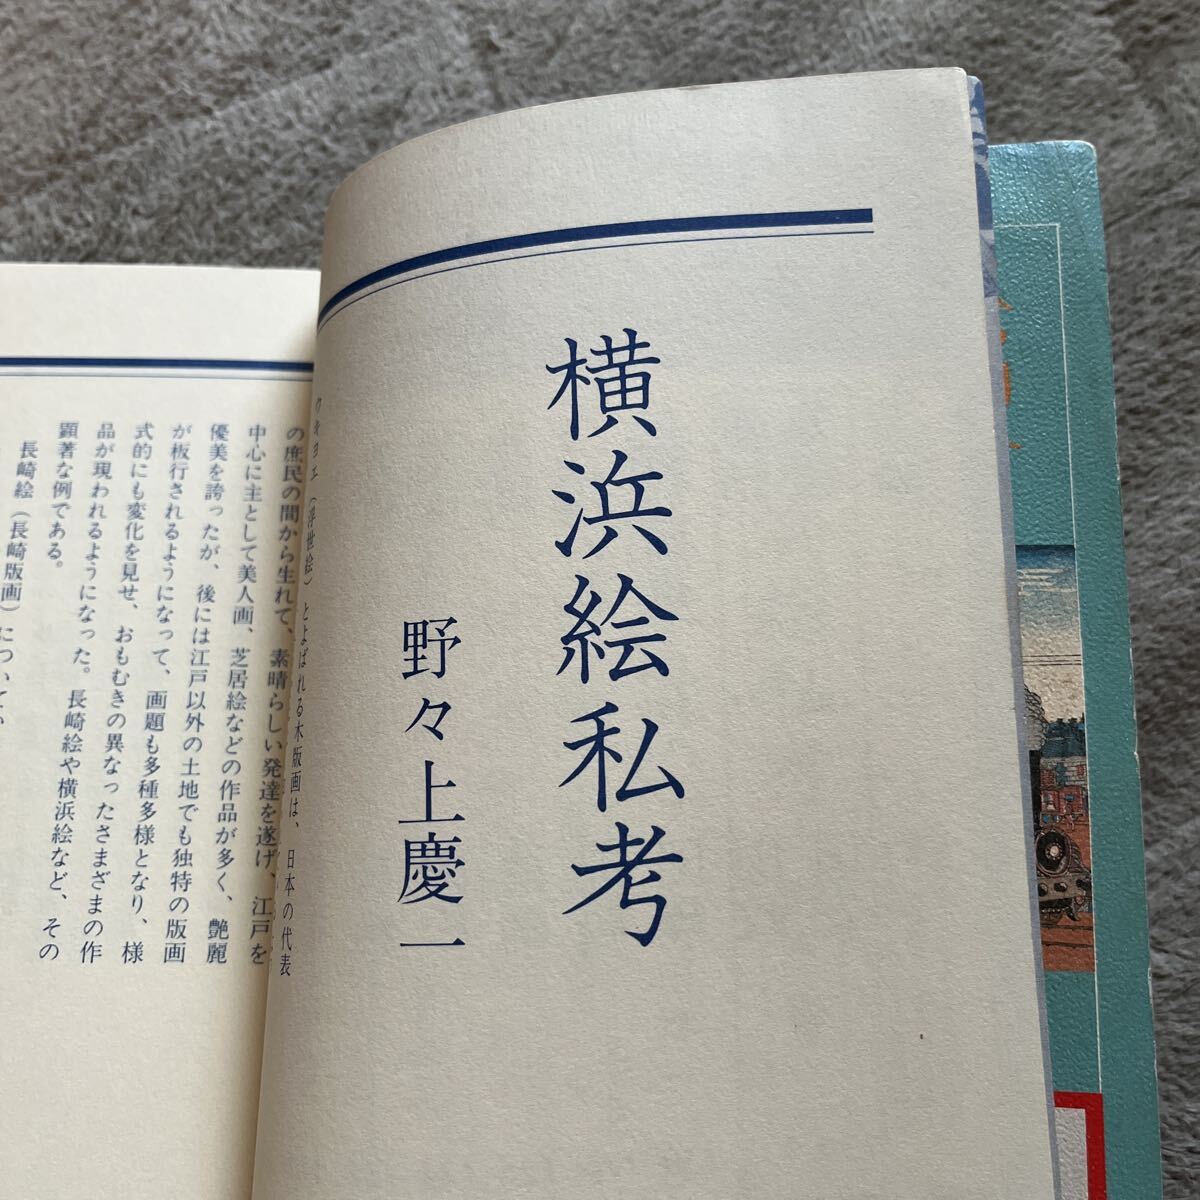 横浜絵私考
野々上慶一
ウキヨエ（浮世絵）とよばれる木版画は、日本の代表
の庶民の間から生れて、素晴らしい発達を遂げ、江戸を
中心に主として美人画、芝居絵などの作品が多く、艶麗
優美を誇ったが、後には江戸以外の土地でも独特の版画
が板行されるようになって、画題も多種多様となり、様
式的にも変化を見せ、おもむきの異なったさまざまの作
品が現われるようになった。長崎絵や横浜絵など、その
顕著な例である。
長崎絵（長崎版画）について